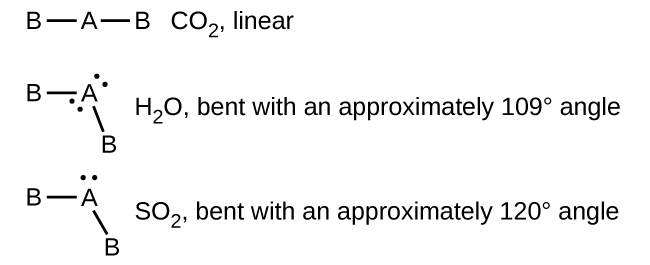 B—A—B CO₂, linear
B—A H₂O, bent with an approximately 109° angle
B
B—A SO₂, bent with an approximately 120° angle
B